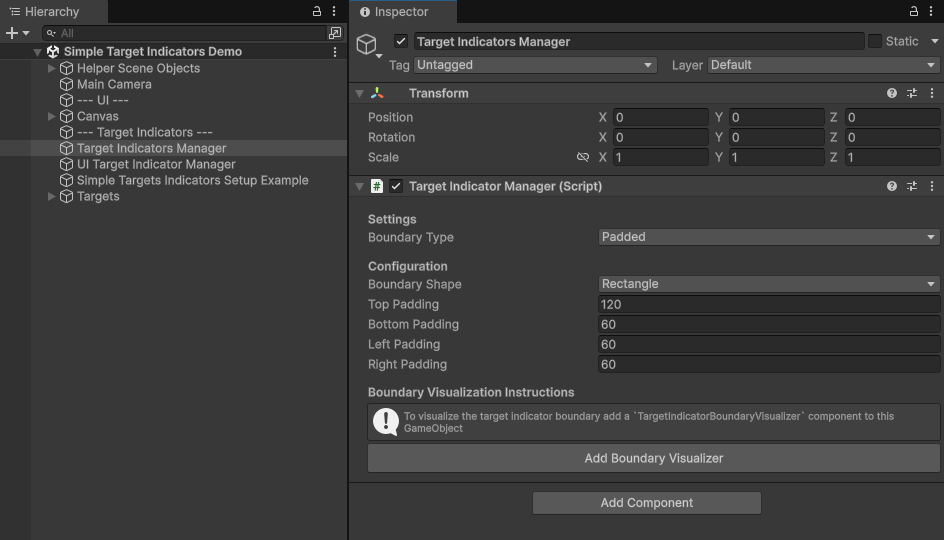 Hierarchy
All
Simple Target Indicators Demo
Helper Scene Objects
Main Camera
--- UI ---
Canvas
--- Target Indicators ---
Target Indicators Manager
UI Target Indicator Manager
Simple Targets Indicators Setup Example
Targets
Inspector
Target Indicators Manager Static
Tag Untagged Layer Default
Transform
Position X 0 Y 0 Z 0
Rotation X 0 Y 0 Z 0
Scale X 1 Y 1 Z 1
# Target Indicator Manager (Script)
Settings
Boundary Type Padded
Configuration
Boundary Shape Rectangle
Top Padding 120
Bottom Padding 60
Left Padding 60
Right Padding 60
Boundary Visualization Instructions
To visualize the target indicator boundary add a `TargetIndicatorBoundaryVisualizer` component to this
GameObject
Add Boundary Visualizer
Add Component